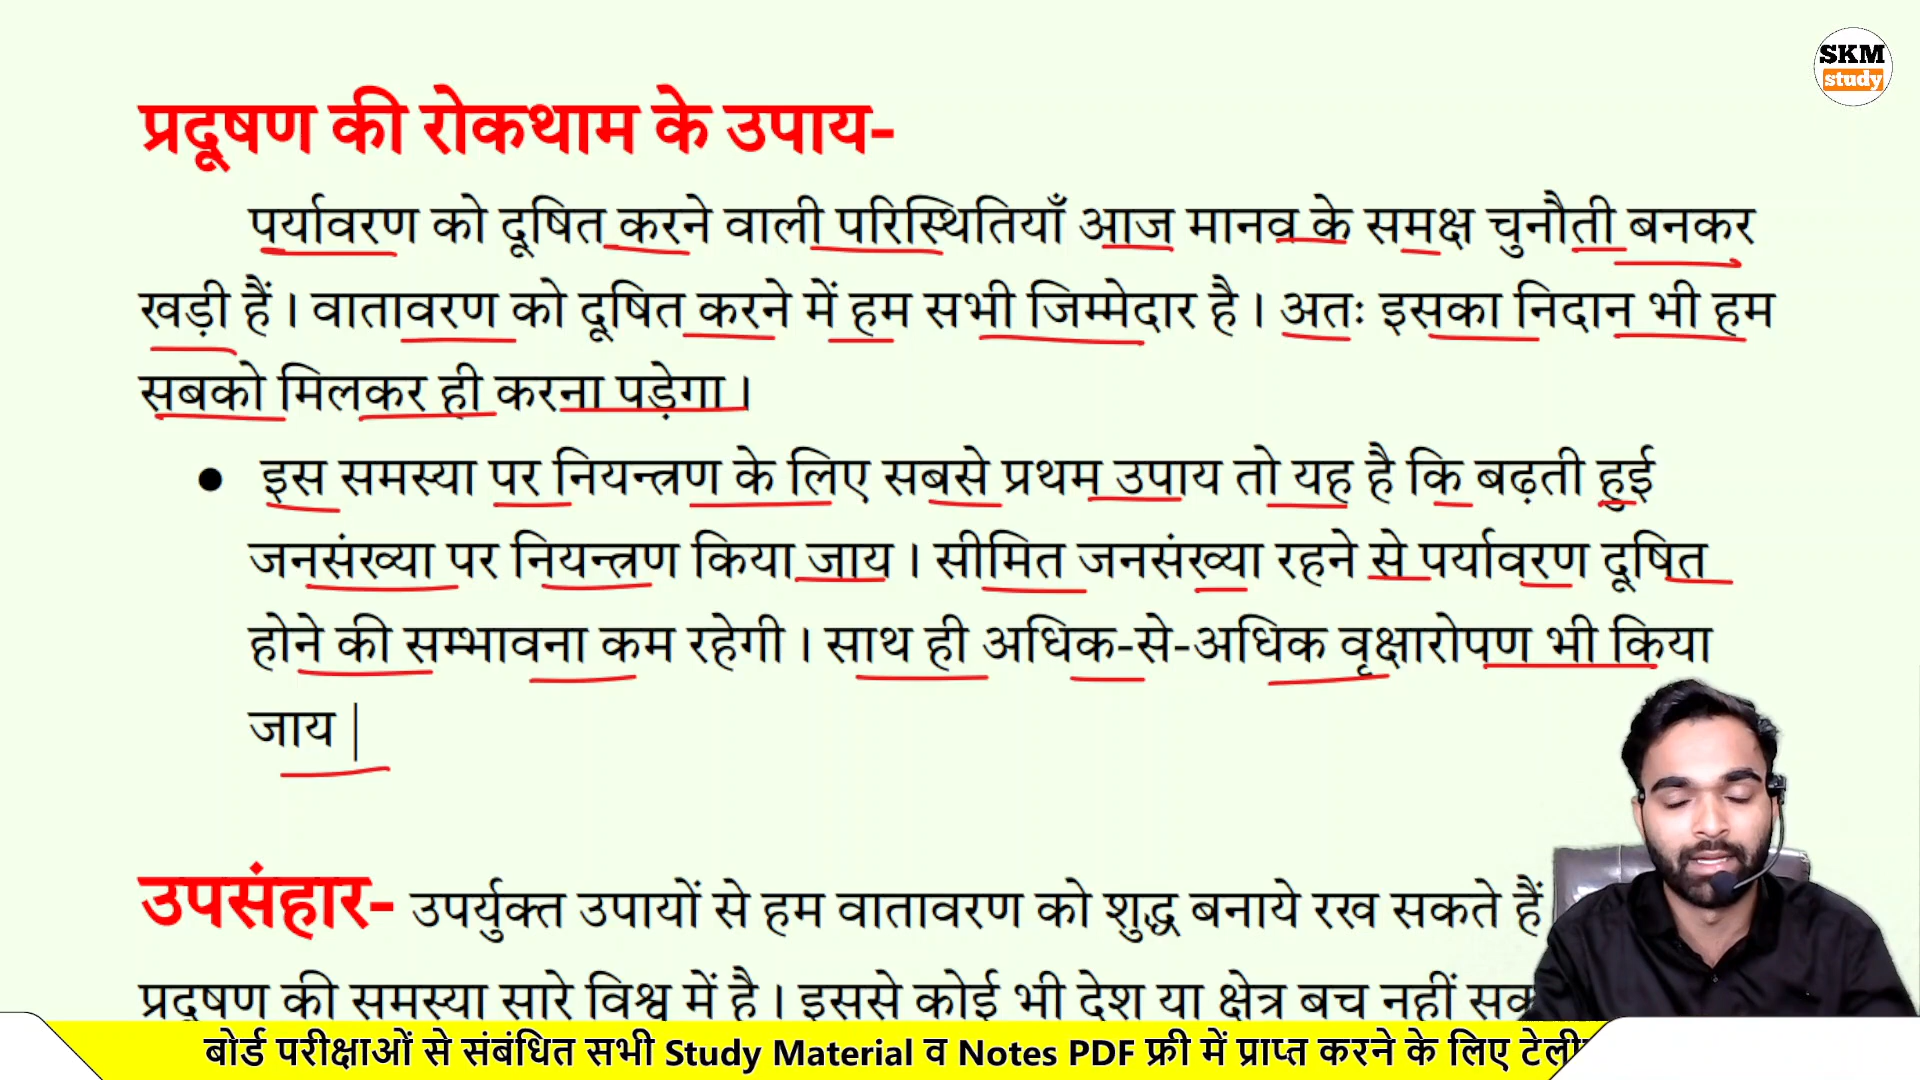 SKM
study
प्रदूषण की रोकथाम के उपाय-
पर्यावरण को दूषित करने वाली परिस्थितियाँ आज मानव के समक्ष चुनौती बनकर
खड़ी हैं। वातावरण को दूषित करने में हम सभी जिम्मेदार है। अतः इसका निदान भी हम
सबको मिलकर ही करना पड़ेगा।
● इस समस्या पर नियन्त्रण के लिए सबसे प्रथम उपाय तो यह है कि बढ़ती हुई
जनसंख्या पर नियन्त्रण किया जाय। सीमित जनसंख्या रहने से पर्यावरण दूषित
होने की सम्भावना कम रहेगी। साथ ही अधिक-से-अधिक वृक्षारोपण भी किया
जाय |
उपसंहार- उपर्युक्त उपायों से हम वातावरण को शुद्ध बनाये रख सकते हैं
प्रदूषण की समस्या सारे विश्व में है। इससे कोई भी देश या क्षेत्र बच नहीं
बोर्ड परीक्षाओं से संबंधित सभी Study Material व Notes PDF फ्री में प्राप्त करने के लिए